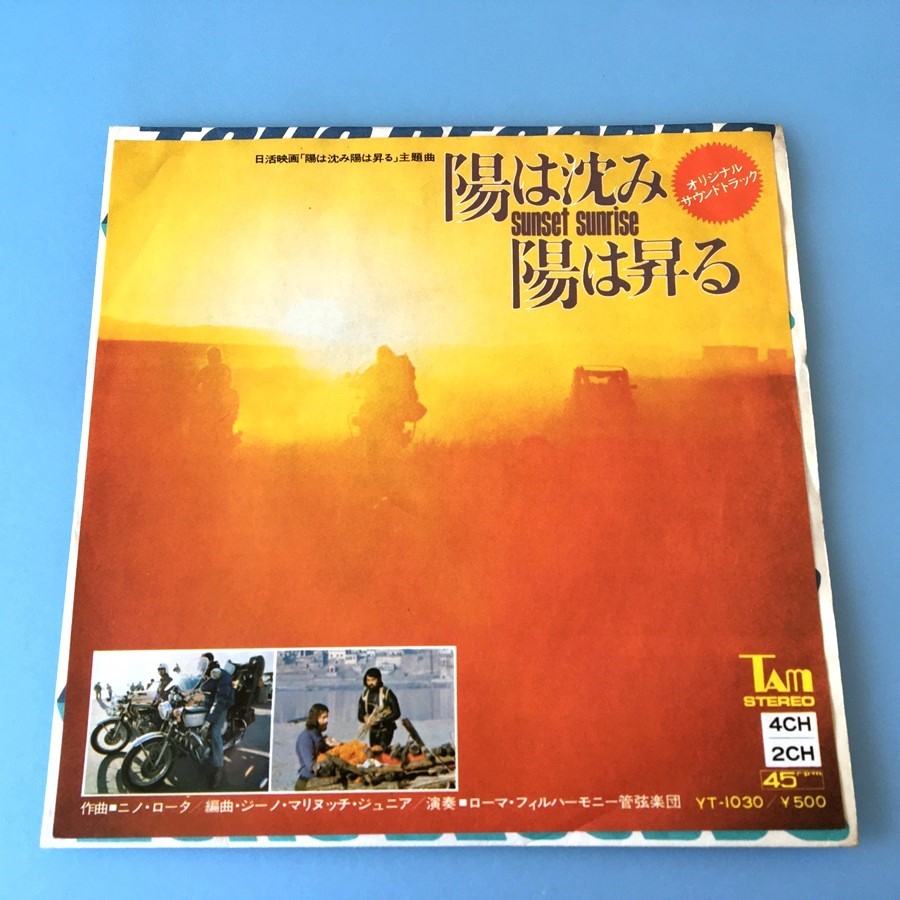 日活映画「陽は沈み陽は昇る」主題曲
陽は沈み
sunset sunrise
陽は昇る
オリジナル
サウンドトラック
TAM
STEREO
4CH
2CH
45rpm
作曲■ニノ・ロータ/編曲・ジーノ・マリヌッチ・ジュニア/演奏■ローマ・フィルハーモニー管弦楽団 YT-1030/¥500